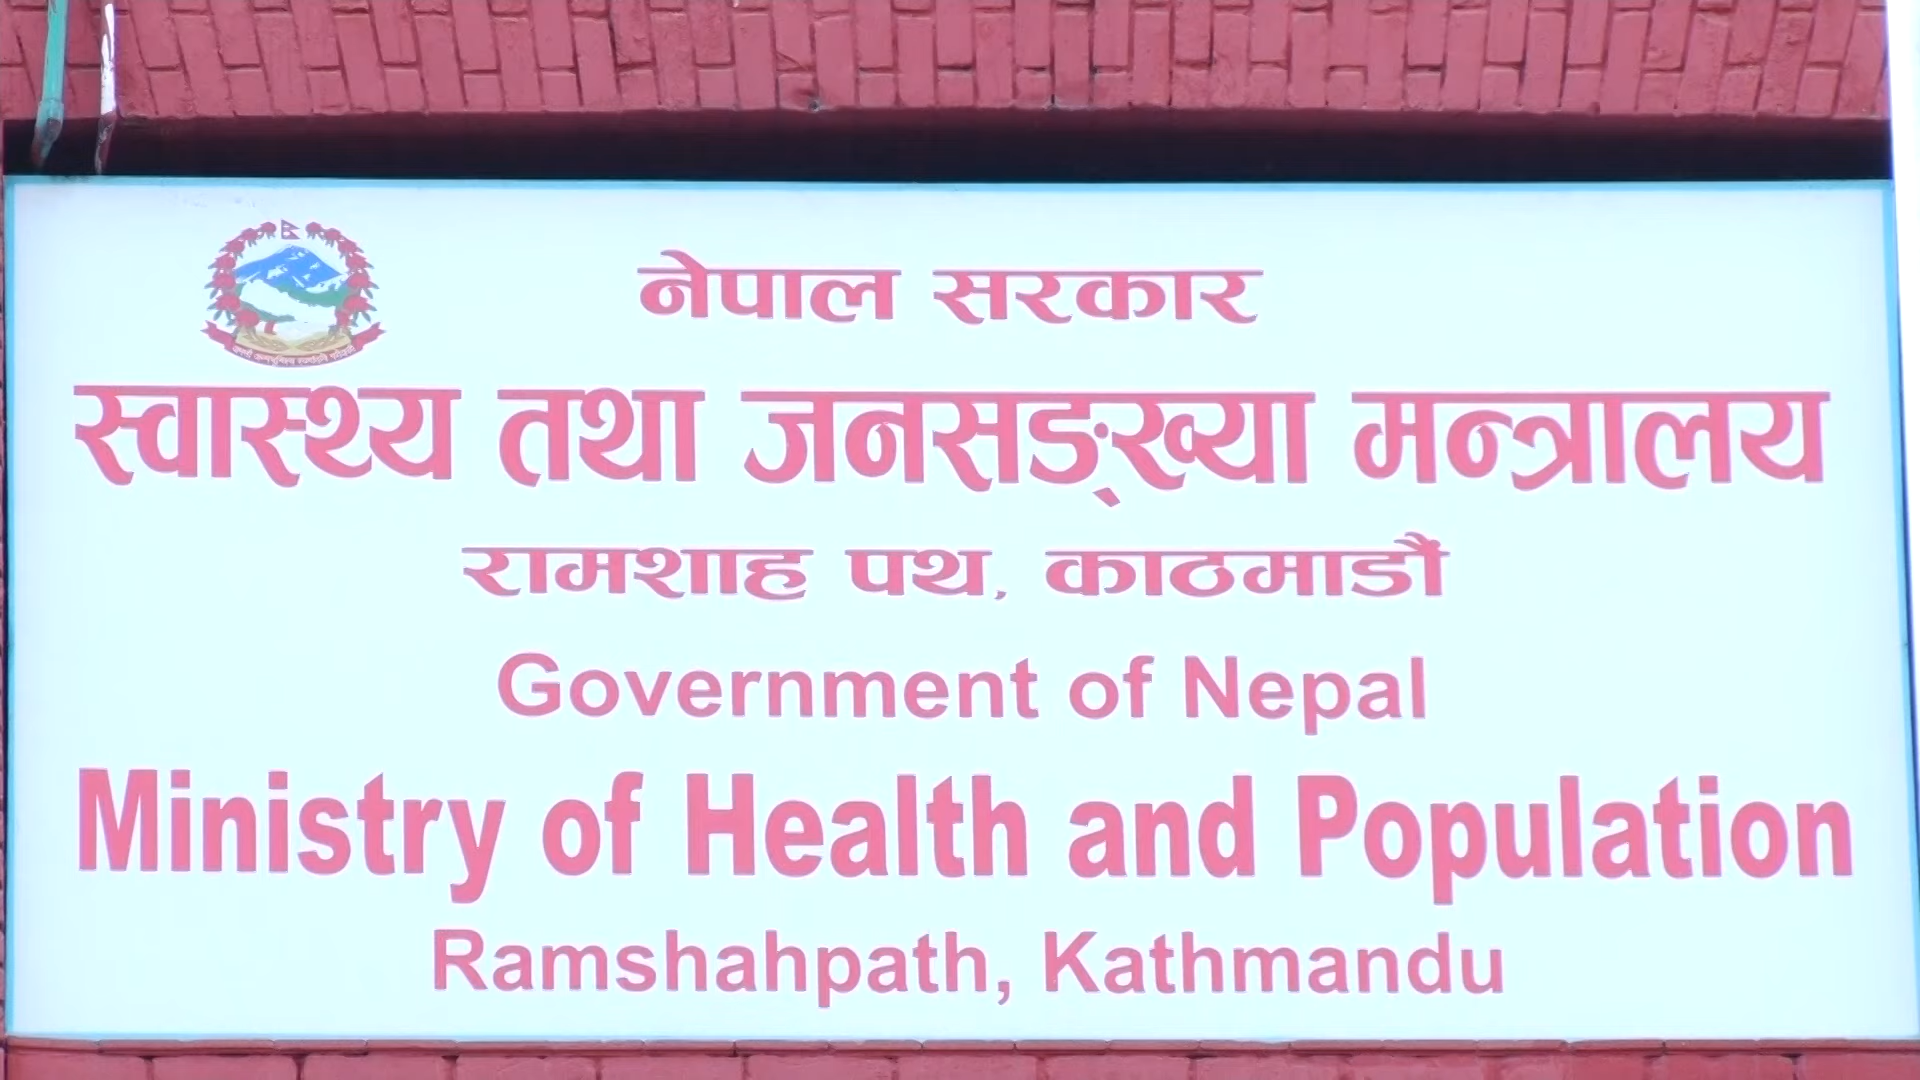 नेपाल सरकार
स्वास्थ्य तथा जनसङ्ख्या मन्त्रालय
रामशाह पथ, काठमाडौं
Government of Nepal
Ministry of Health and Population
Ramshahpath, Kathmandu